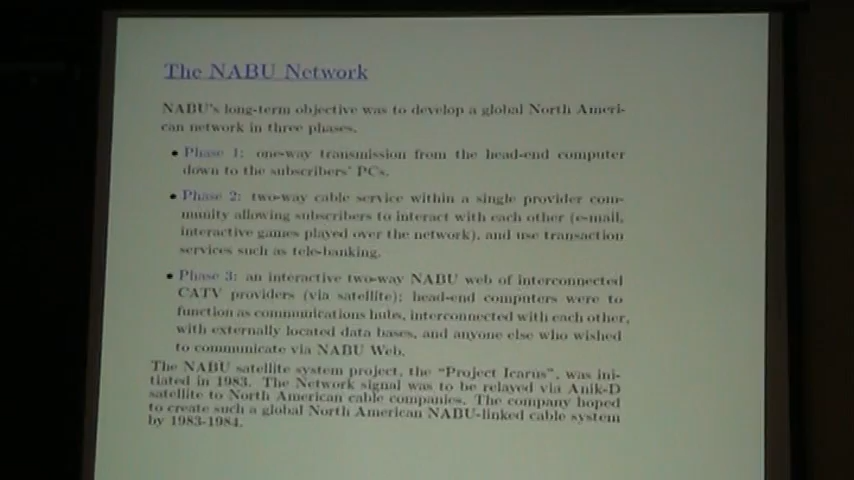 The NABU Network
NABU's long-term objective was to develop a global North Ameri-
can network in three phases.
• Phase 1: one-way transmission from the head-end computer
down to the subscribers' PCs.
• Phase 2: two-way cable service within a single provider com-
munity allowing subscribers to interact with each other (e-mail,
interactive games played over the network), and use transaction
services such as tele-banking.
• Phase 3: an interactive two-way NABU web of interconnected
CATV providers (via satellite); head-end computers were to
function as communications hubs, interconnected with each other,
with externally located data bases, and anyone else who wished
to communicate via NABU Web.
The NABU satellite system project, the "Project Icarus", was ini-
tiated in 1983. The Network signal was to be relayed via Anik-D
satellite to North American cable companies. The company hoped
to create such a global North American NABU-linked cable system
by 1983-1984.